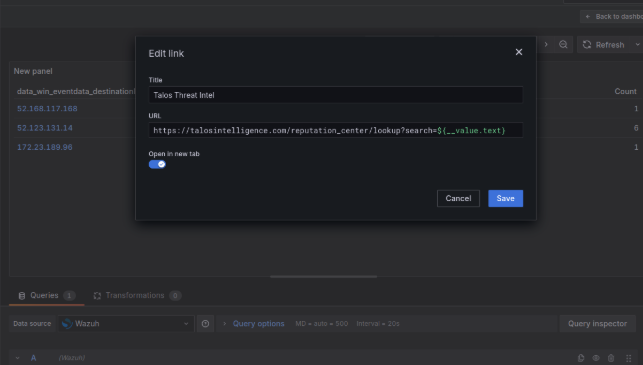 Back to dashbo
Refresh
New panel
data_win_eventdata_destinationI
Count
52.168.117.168
1
52.123.131.14
6
172.23.189.96
1
Edit link
Title
Talos Threat Intel
URL
https://talosintelligence.com/reputation_center/lookup?search=${__value.text}
Open in new tab
Cancel
Save
Queries 1
Transformations 0
Data source
Wazuh
Query options
MD = auto = 560
Interval = 20s
Query inspector
A
(Wazuh)